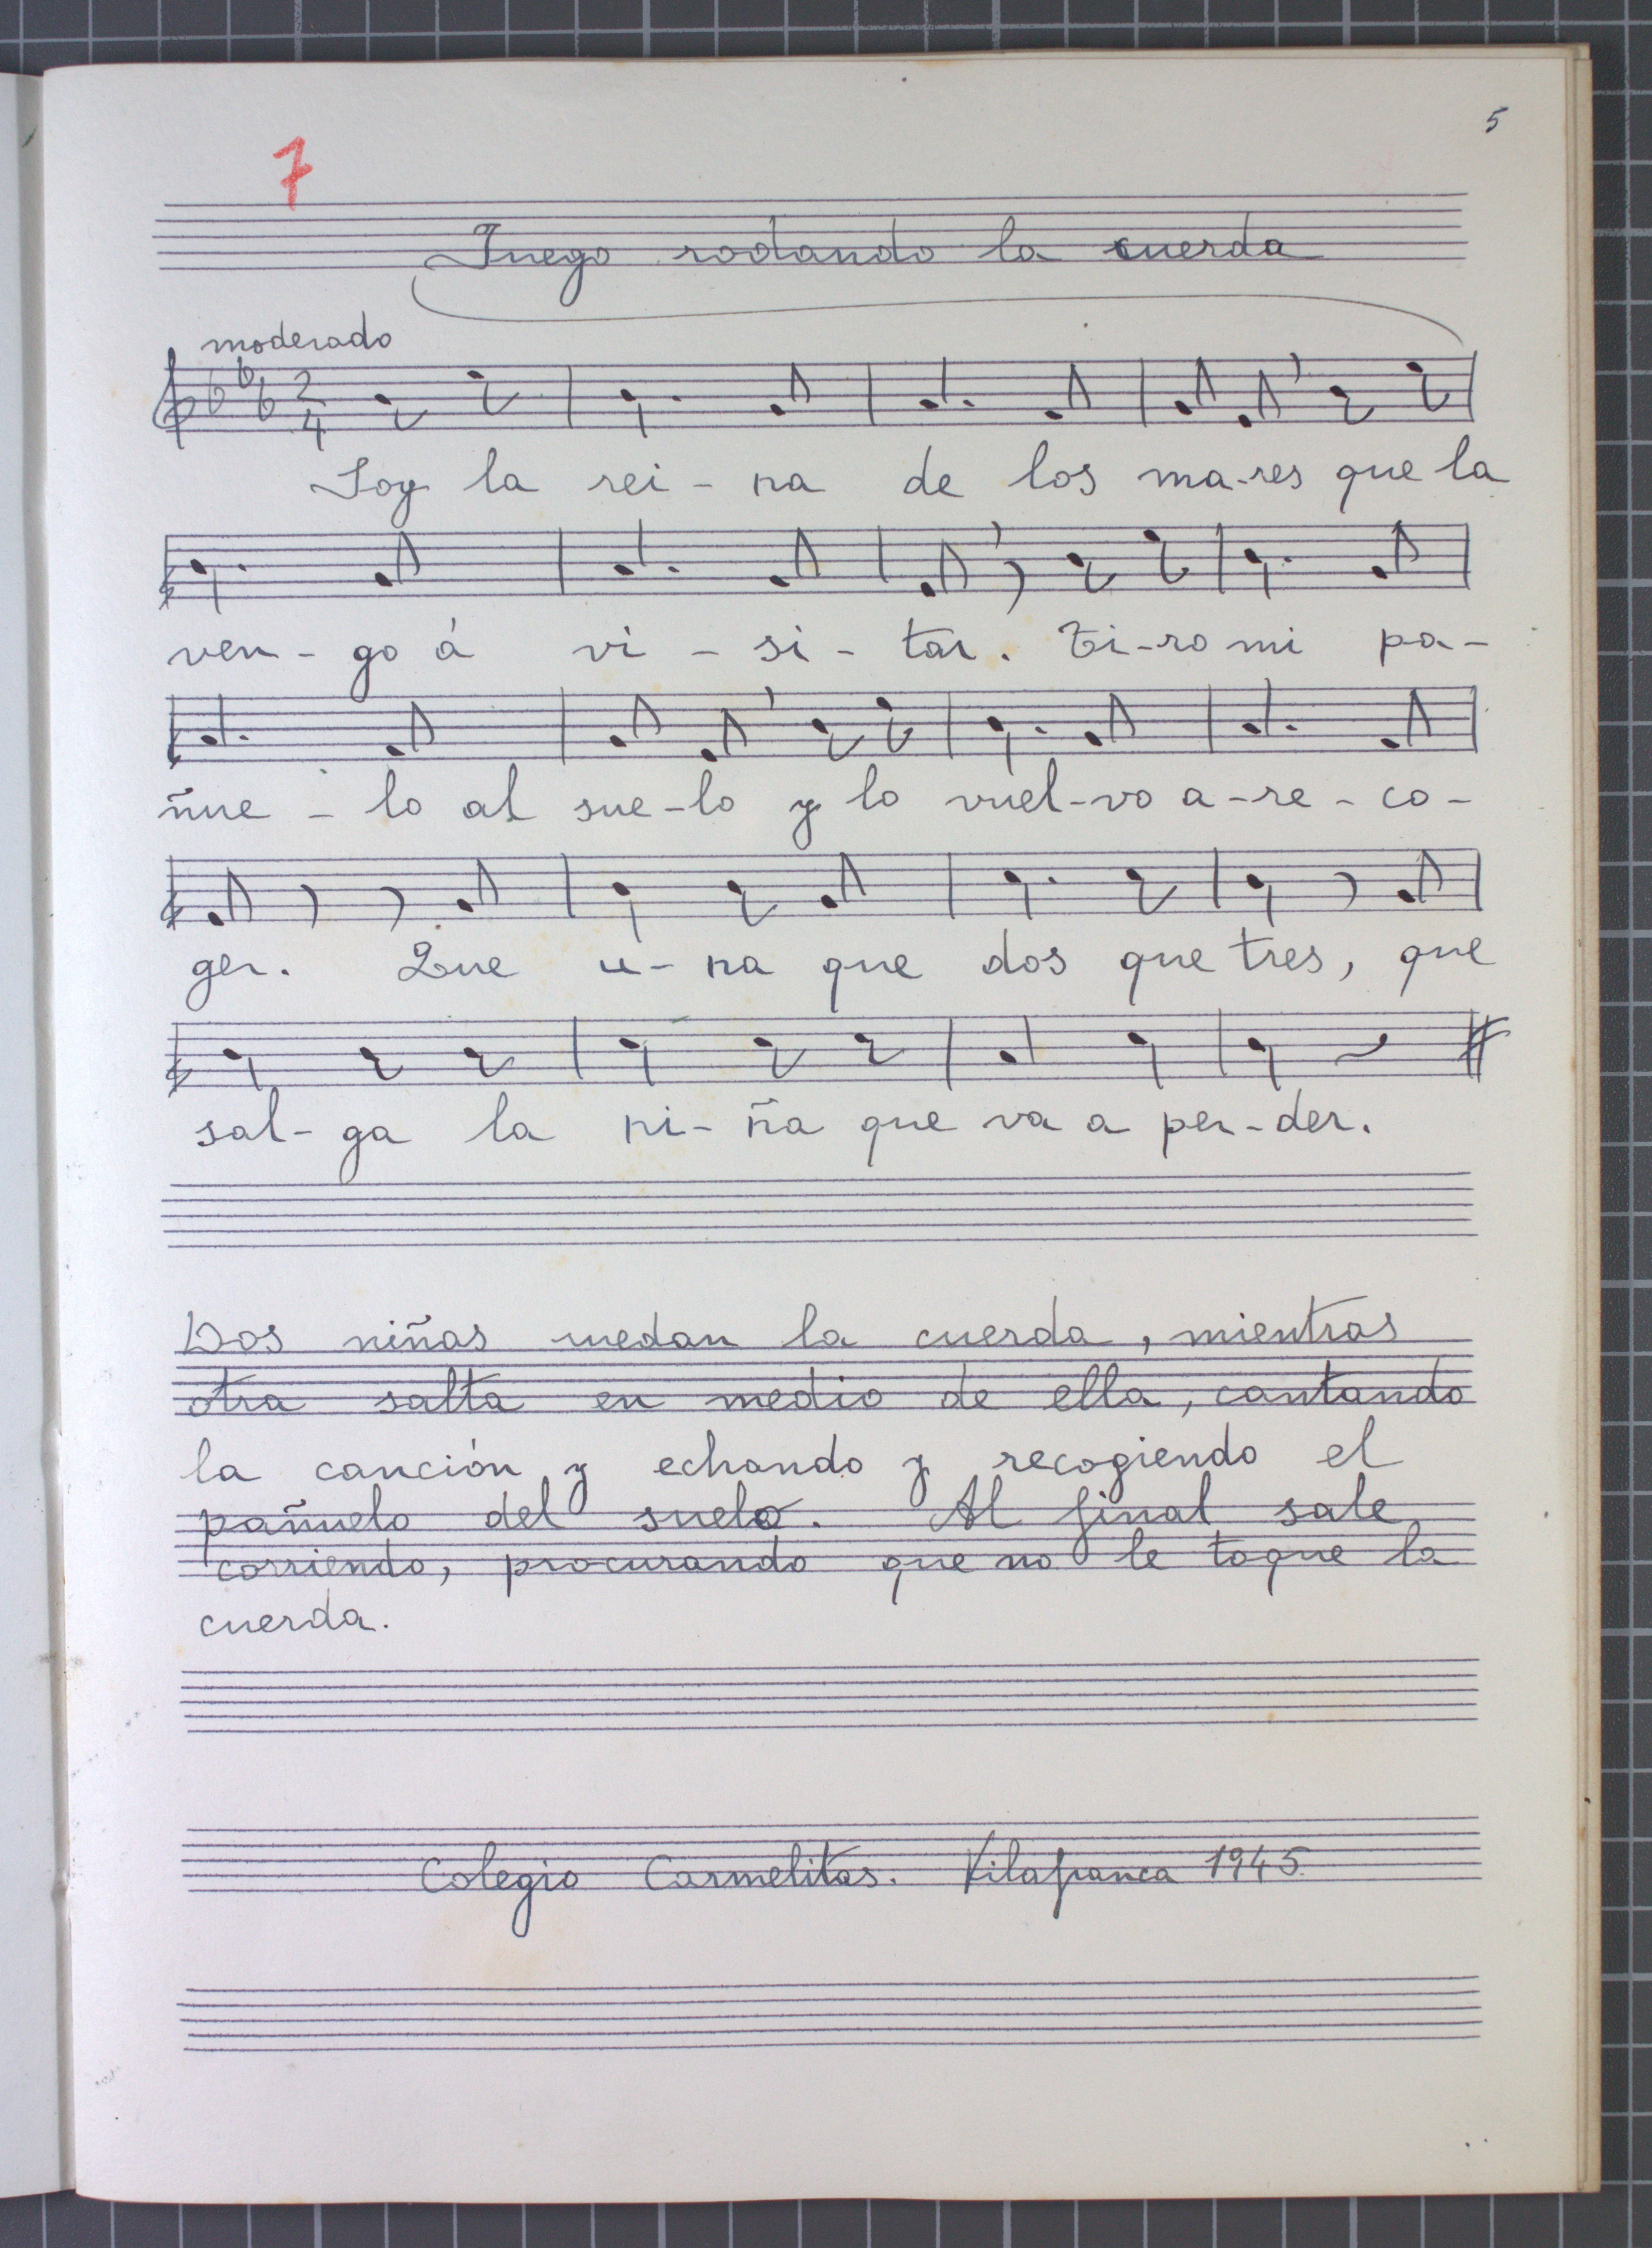 5
7
Juego rodando la cuerda
moderado
2
4
Soy la rei - na de los ma-res que la
ven - go á vi - si - tar. Ti-ro mi pa-
ñue - lo al sue-lo y lo vuel-vo a-re-co-
ger. Que u-na que dos que tres, que
sal-ga la ni-ña que va a per-der.
Dos niñas ruedan la cuerda, mientras
otra salta en medio de ella, cantando
la canción y echando y recogiendo el
pañuelo del suelo. Al final sale
corriendo, procurando que no le toque la
cuerda.
Colegio Carmelitas. Vilafranca 1945.